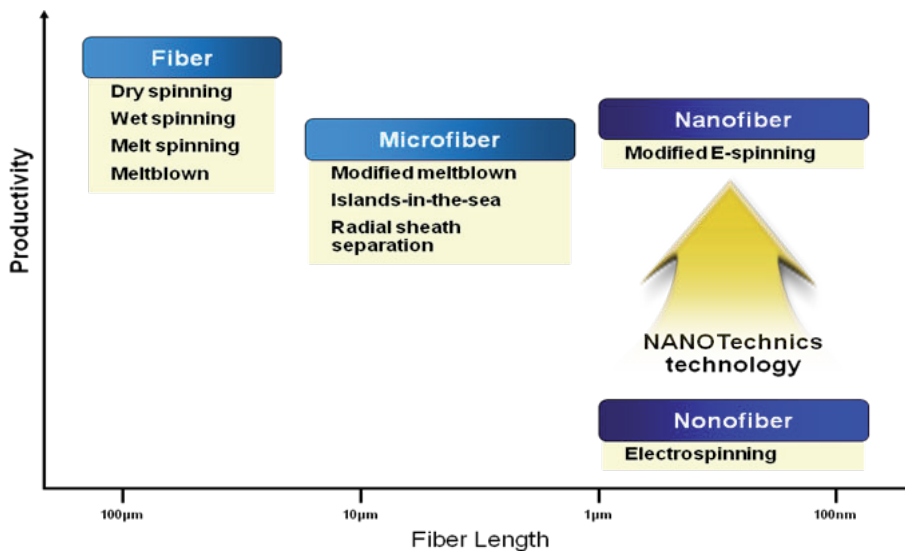 Productivity
Fiber
Dry spinning
Wet spinning
Melt spinning
Meltblown
Microfiber
Modified meltblown
Islands-in-the-sea
Radial sheath
separation
Nanofiber
Modified E-spinning
NANOTechnics
technology
Nonofiber
Electrospinning
100μm
10μm
1μm
100nm
Fiber Length